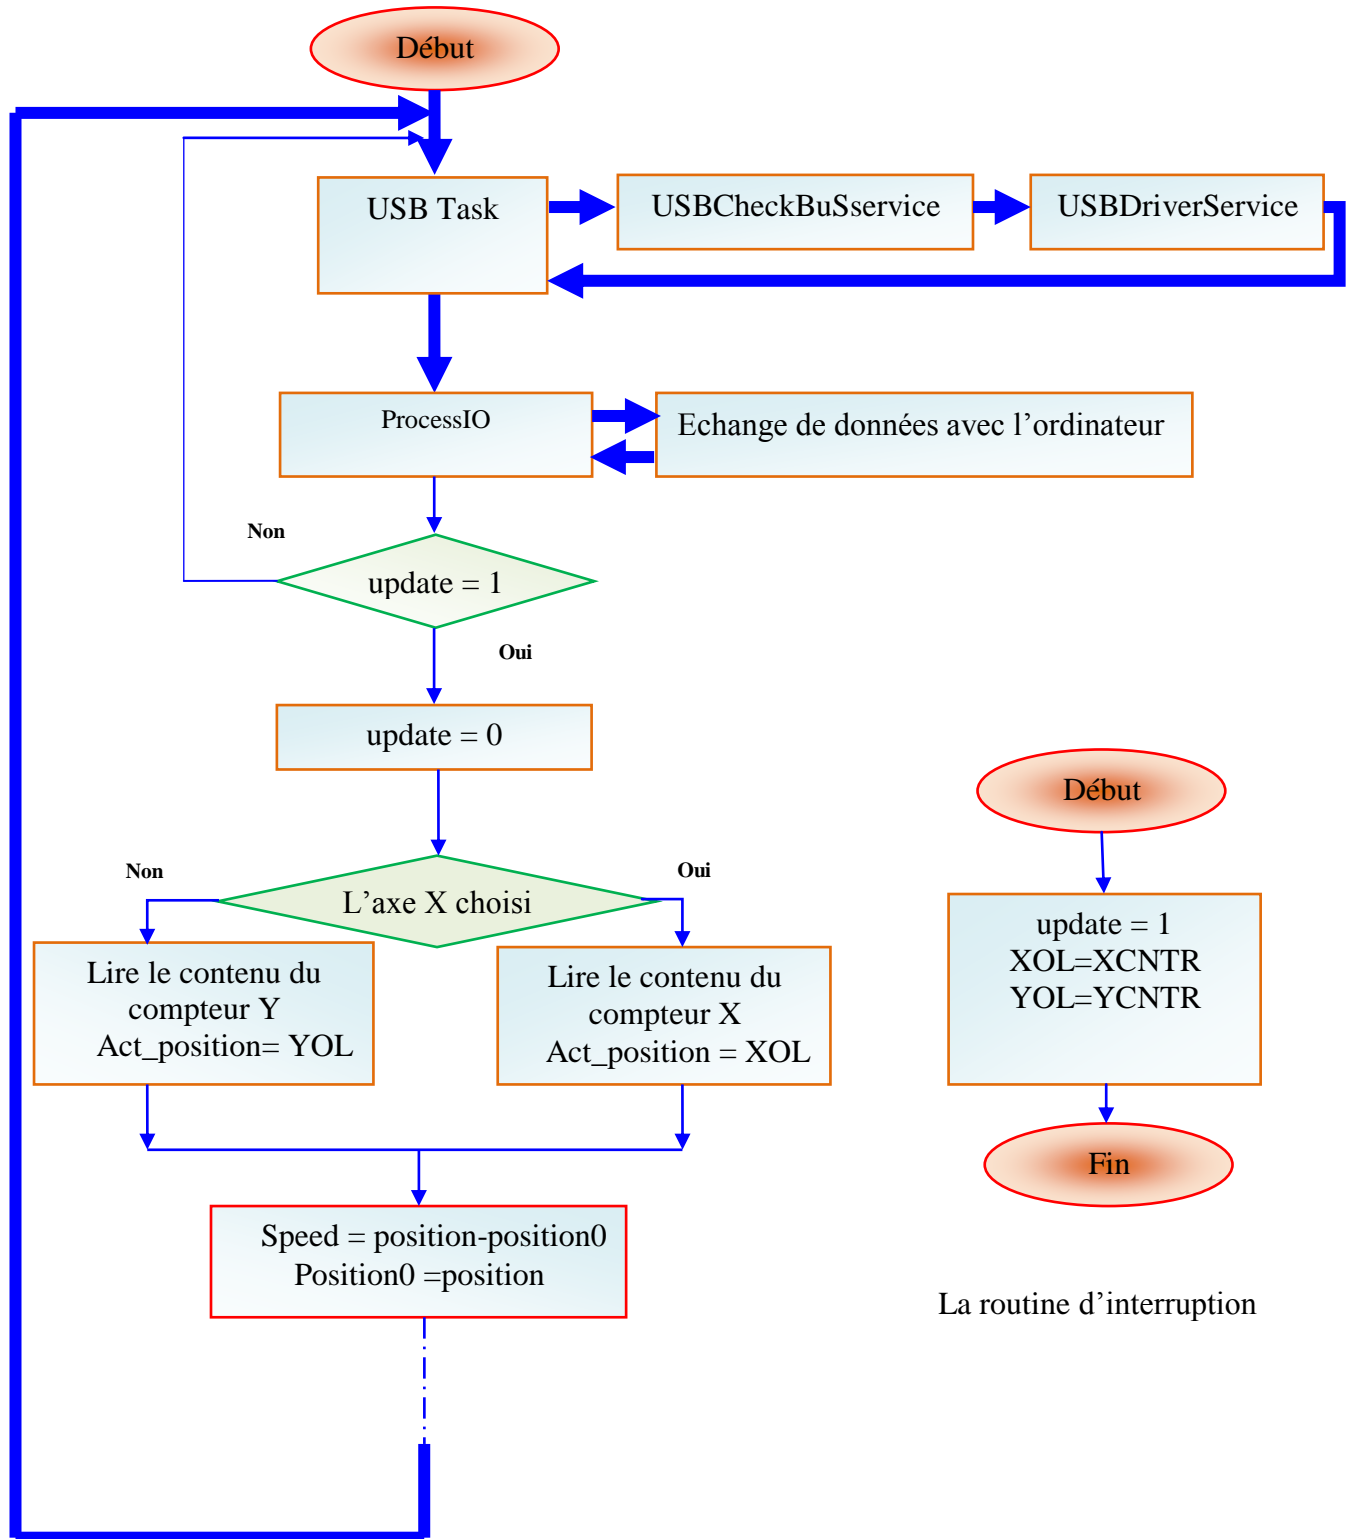 Début
USB Task
USBCheckBuSservice
USBDriverService
ProcessIO
Echange de données avec l’ordinateur
Non
update = 1
Oui
update = 0
Non
L’axe X choisi
Oui
Lire le contenu du
compteur Y
Act_position= YOL
Lire le contenu du
compteur X
Act_position = XOL
Speed = position-position0
Position0 =position
Début
update = 1
XOL=XCNTR
YOL=YCNTR
Fin
La routine d’interruption